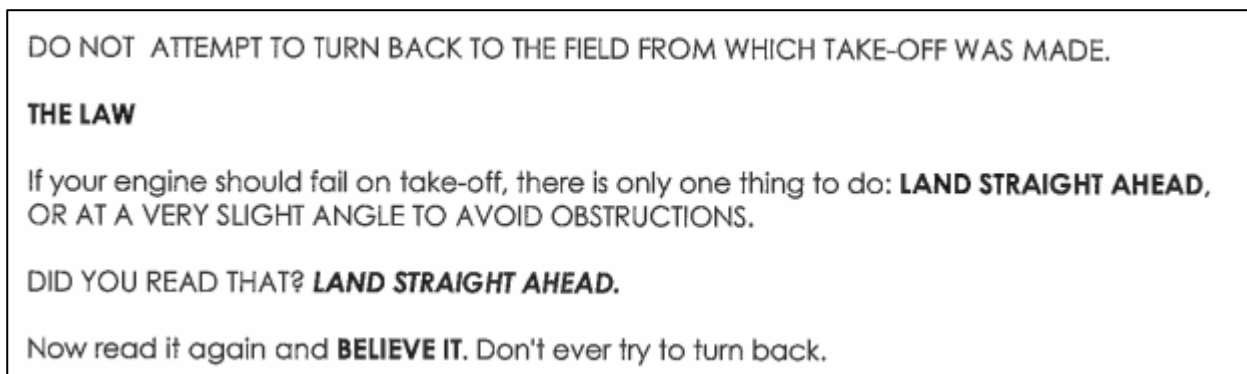 DO NOT ATTEMPT TO TURN BACK TO THE FIELD FROM WHICH TAKE-OFF WAS MADE.
THE LAW
If your engine should fail on take-off, there is only one thing to do: LAND STRAIGHT AHEAD,
OR AT A VERY SLIGHT ANGLE TO AVOID OBSTRUCTIONS.
DID YOU READ THAT? LAND STRAIGHT AHEAD.
Now read it again and BELIEVE IT. Don't ever try to turn back.